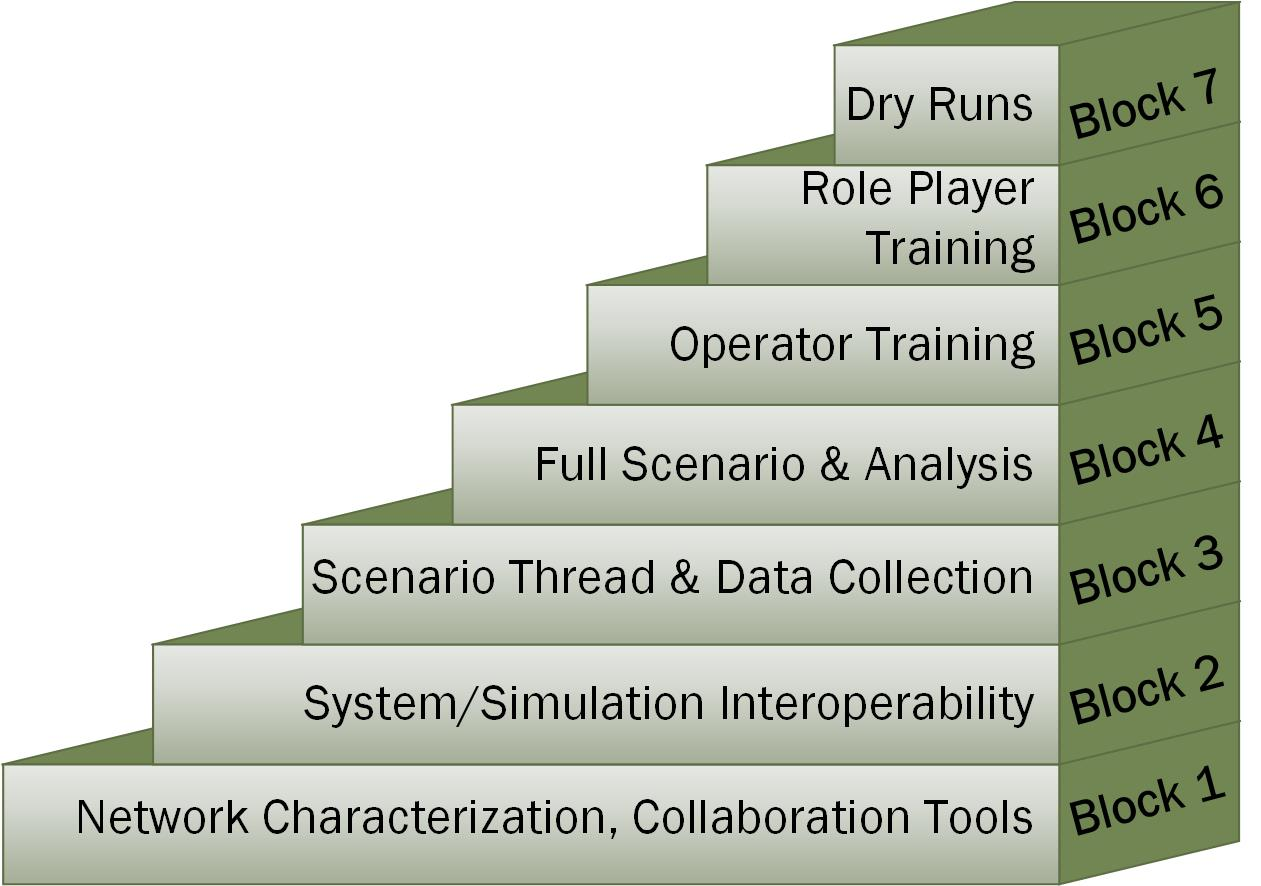 Dry Runs
Block 7
Role Player
Training
Block 6
Operator Training
Block 5
Full Scenario & Analysis
Block 4
Scenario Thread & Data Collection
Block 3
System/Simulation Interoperability
Block 2
Network Characterization, Collaboration Tools
Block 1